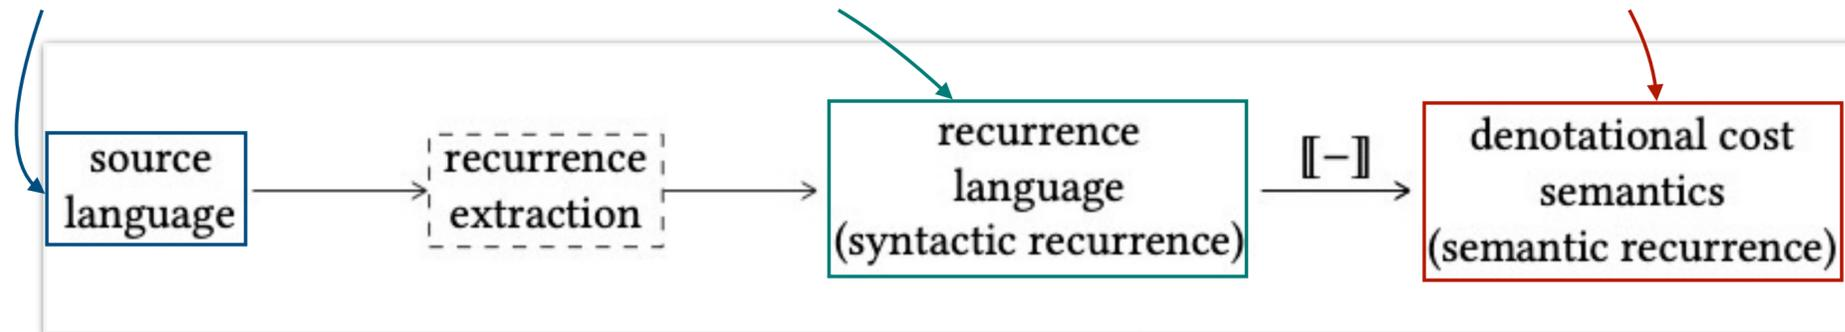 source
language
recurrence
extraction
recurrence
language
(syntactic recurrence)
⟦−⟧
denotational cost
semantics
(semantic recurrence)